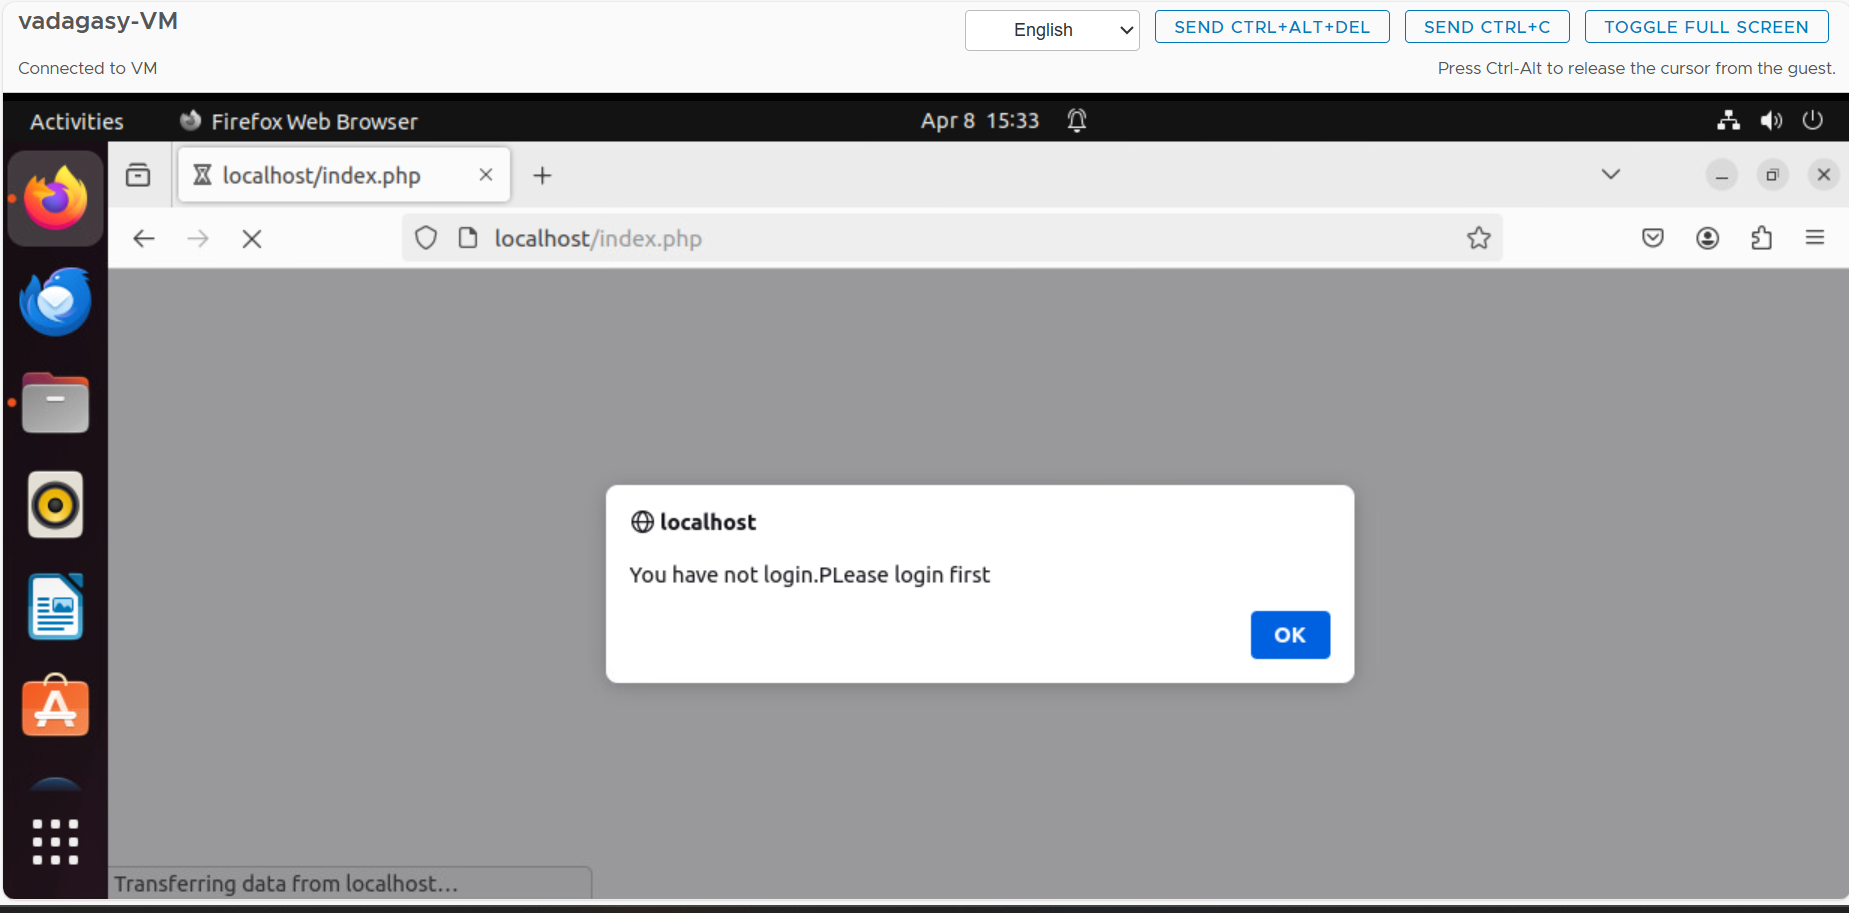 vadagasy-VM
English
SEND CTRL+ALT+DEL
SEND CTRL+C
TOGGLE FULL SCREEN
Connected to VM
Press Ctrl-Alt to release the cursor from the guest.
Activities
Firefox Web Browser
Apr 8 15:33
localhost/index.php
localhost/index.php
localhost
You have not login.PLease login first
OK
Transferring data from localhost...